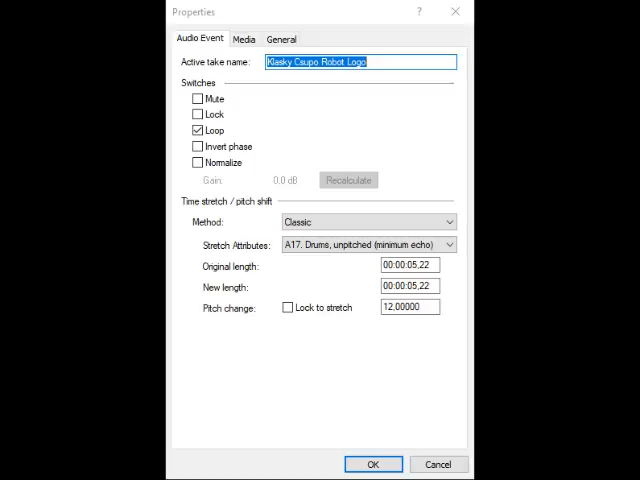 Properties
?
Audio Event Media General
Active take name: Klasky Csupo Robot Logo
Switches
Mute
Lock
Loop
Invert phase
Normalize
Gain: 0.0 dB Recalculate
Time stretch / pitch shift
Method: Classic
Stretch Attributes: A17. Drums, unpitched (minimum echo)
Original length: 00:00:05,22
New length: 00:00:05,22
Pitch change: Lock to stretch 12,00000
OK Cancel